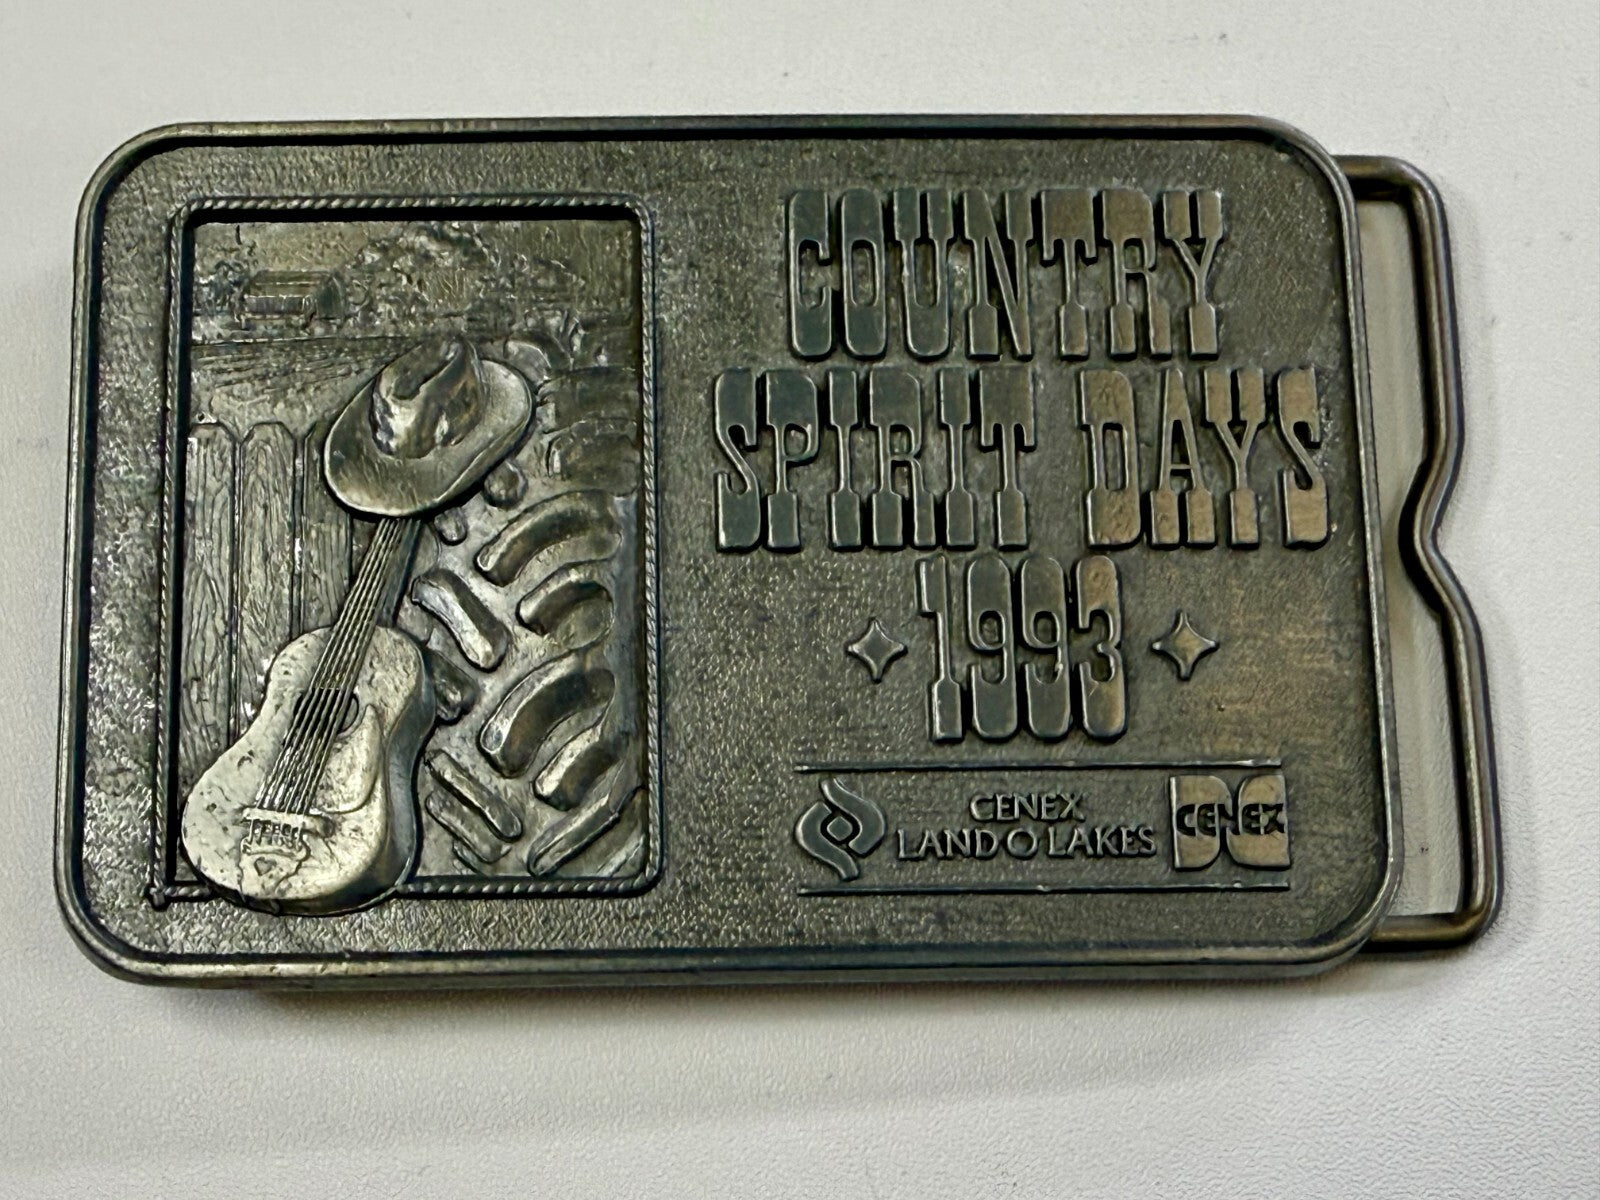 COUNTRY
SPIRIT DAYS
1993
CENEX
LAND O LAKES
CENEX